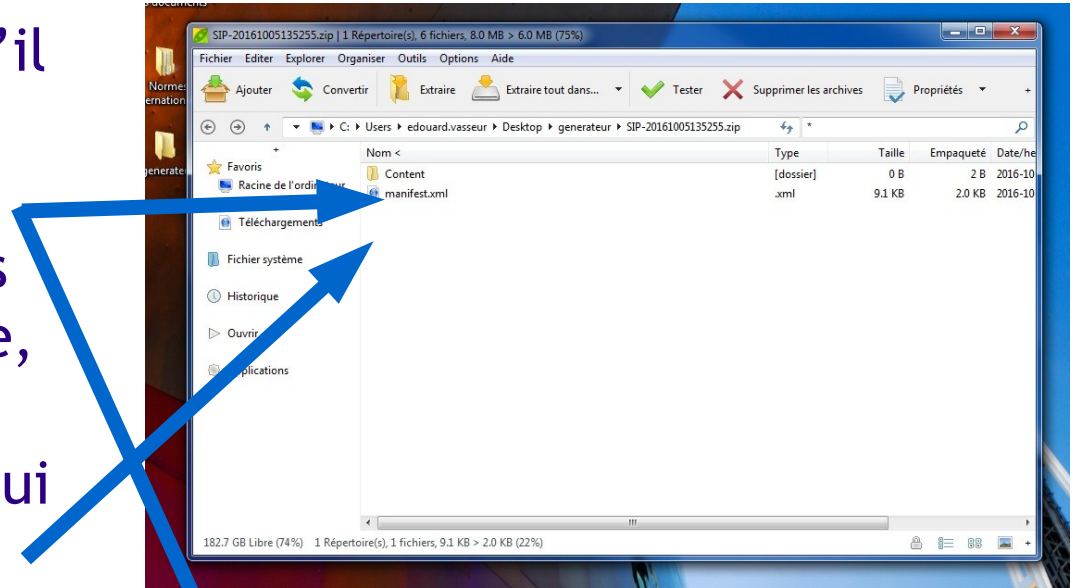 'il
s
e,
ui
s documents
Normes
ernation
generate
SIP-20161005135255.zip | 1 Répertoire(s), 6 fichiers, 8.0 MB > 6.0 MB (75%)
Fichier Editer Explorer Organiser Outils Options Aide
Ajouter Convertir Extraire Extraire tout dans... Tester Supprimer les archives Propriétés +
C: Users edouard.vasseur Desktop generateur SIP-20161005135255.zip *
+ Nom < Type Taille Empaqueté Date/he
Favoris
Content [dossier] 0 B 2 B 2016-10
Racine de l'ordinateur
manifest.xml .xml 9.1 KB 2.0 KB 2016-10
Téléchargements
Fichier système
Historique
Ouvrir
Applications
182.7 GB Libre (74%) 1 Répertoire(s), 1 fichiers, 9.1 KB > 2.0 KB (22%) +